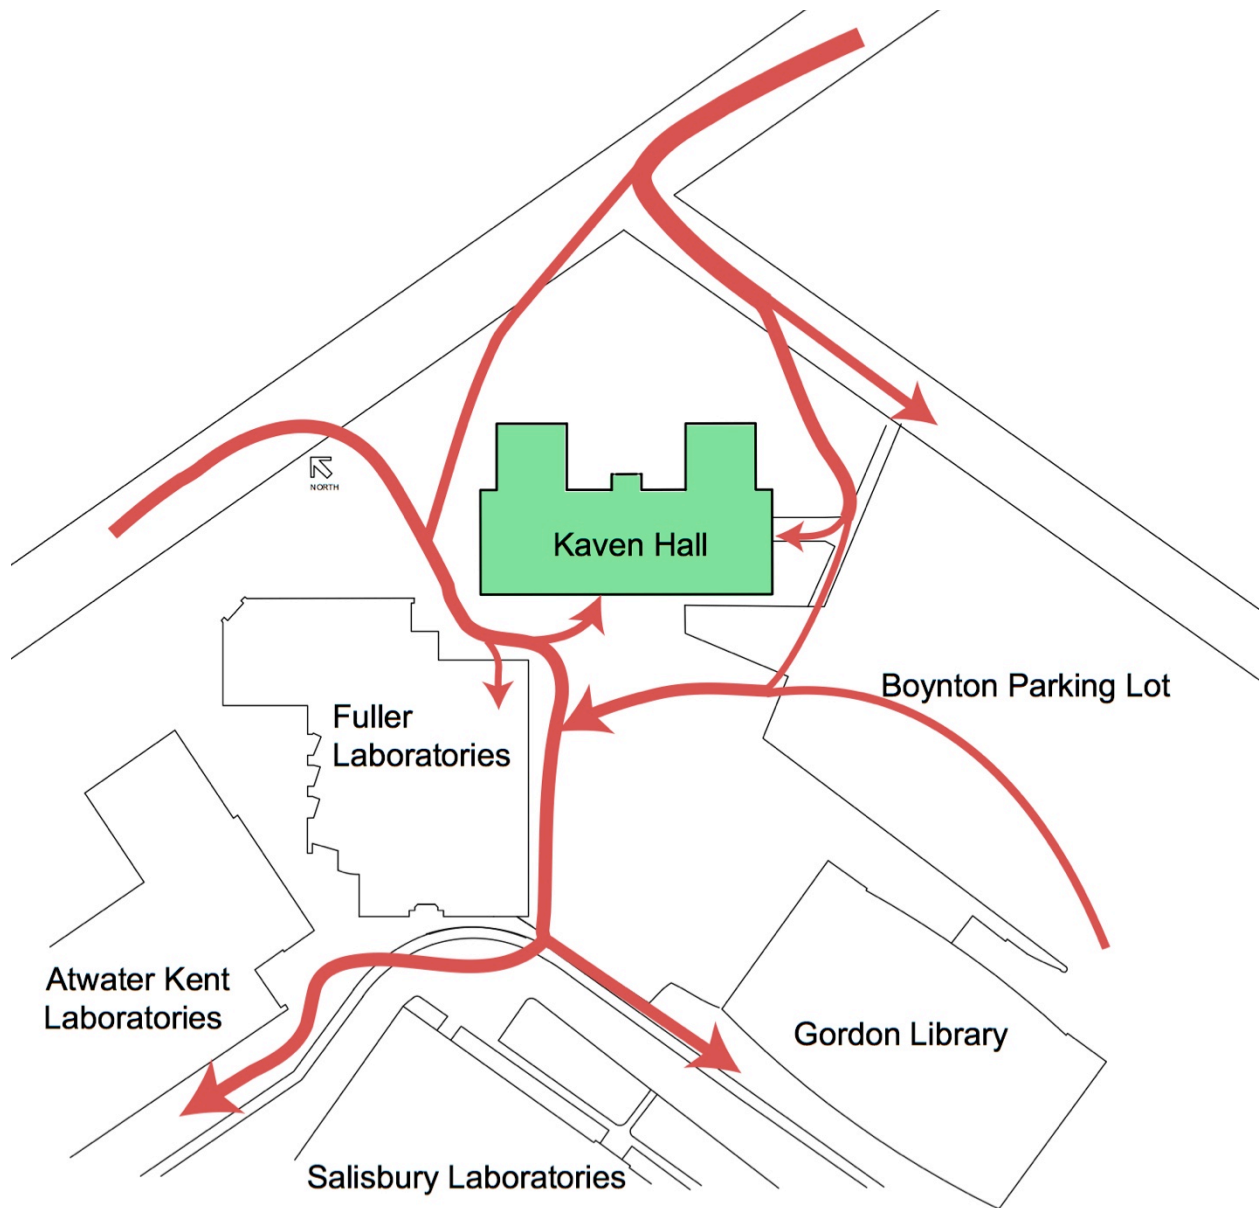 NORTH
Kaven Hall
Boynton Parking Lot
Fuller
Laboratories
Atwater Kent
Laboratories
Gordon Library
Salisbury Laboratories